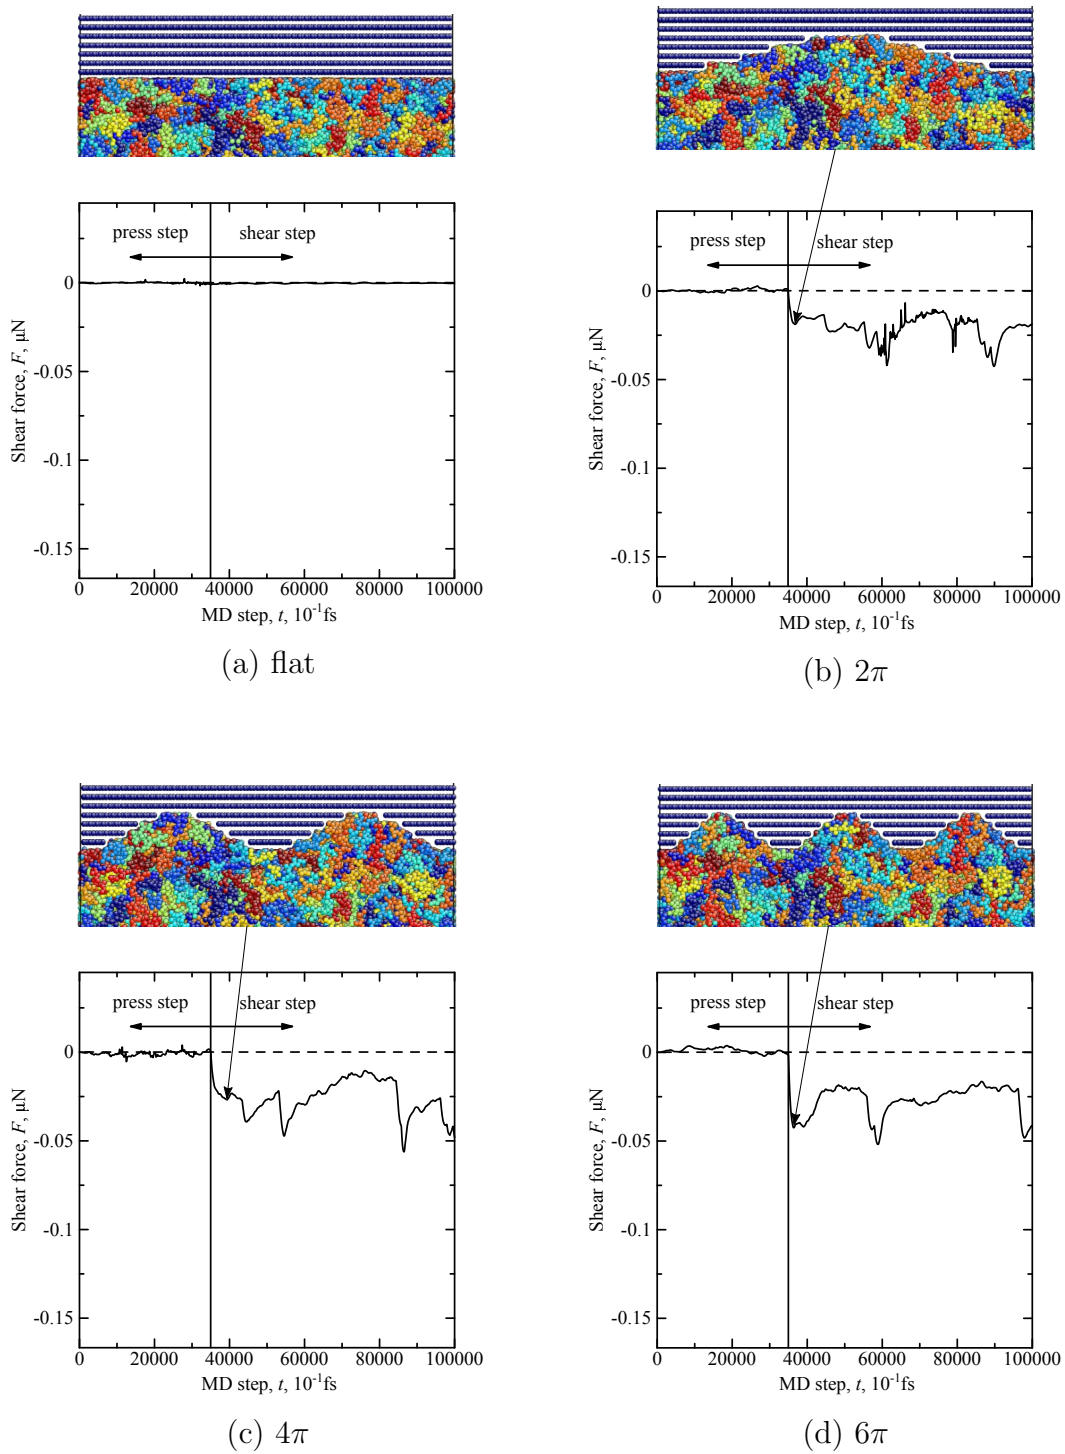 press step shear step
0
-0.05
-0.1
-0.15
Shear force, F, μN
0 20000 40000 60000 80000 100000
MD step, t, 10⁻¹fs
(a) flat
press step shear step
0
-0.05
-0.1
-0.15
Shear force, F, μN
0 20000 40000 60000 80000 100000
MD step, t, 10⁻¹fs
(b) 2π
press step shear step
0
-0.05
-0.1
-0.15
Shear force, F, μN
0 20000 40000 60000 80000 100000
MD step, t, 10⁻¹fs
(c) 4π
press step shear step
0
-0.05
-0.1
-0.15
Shear force, F, μN
0 20000 40000 60000 80000 100000
MD step, t, 10⁻¹fs
(d) 6π